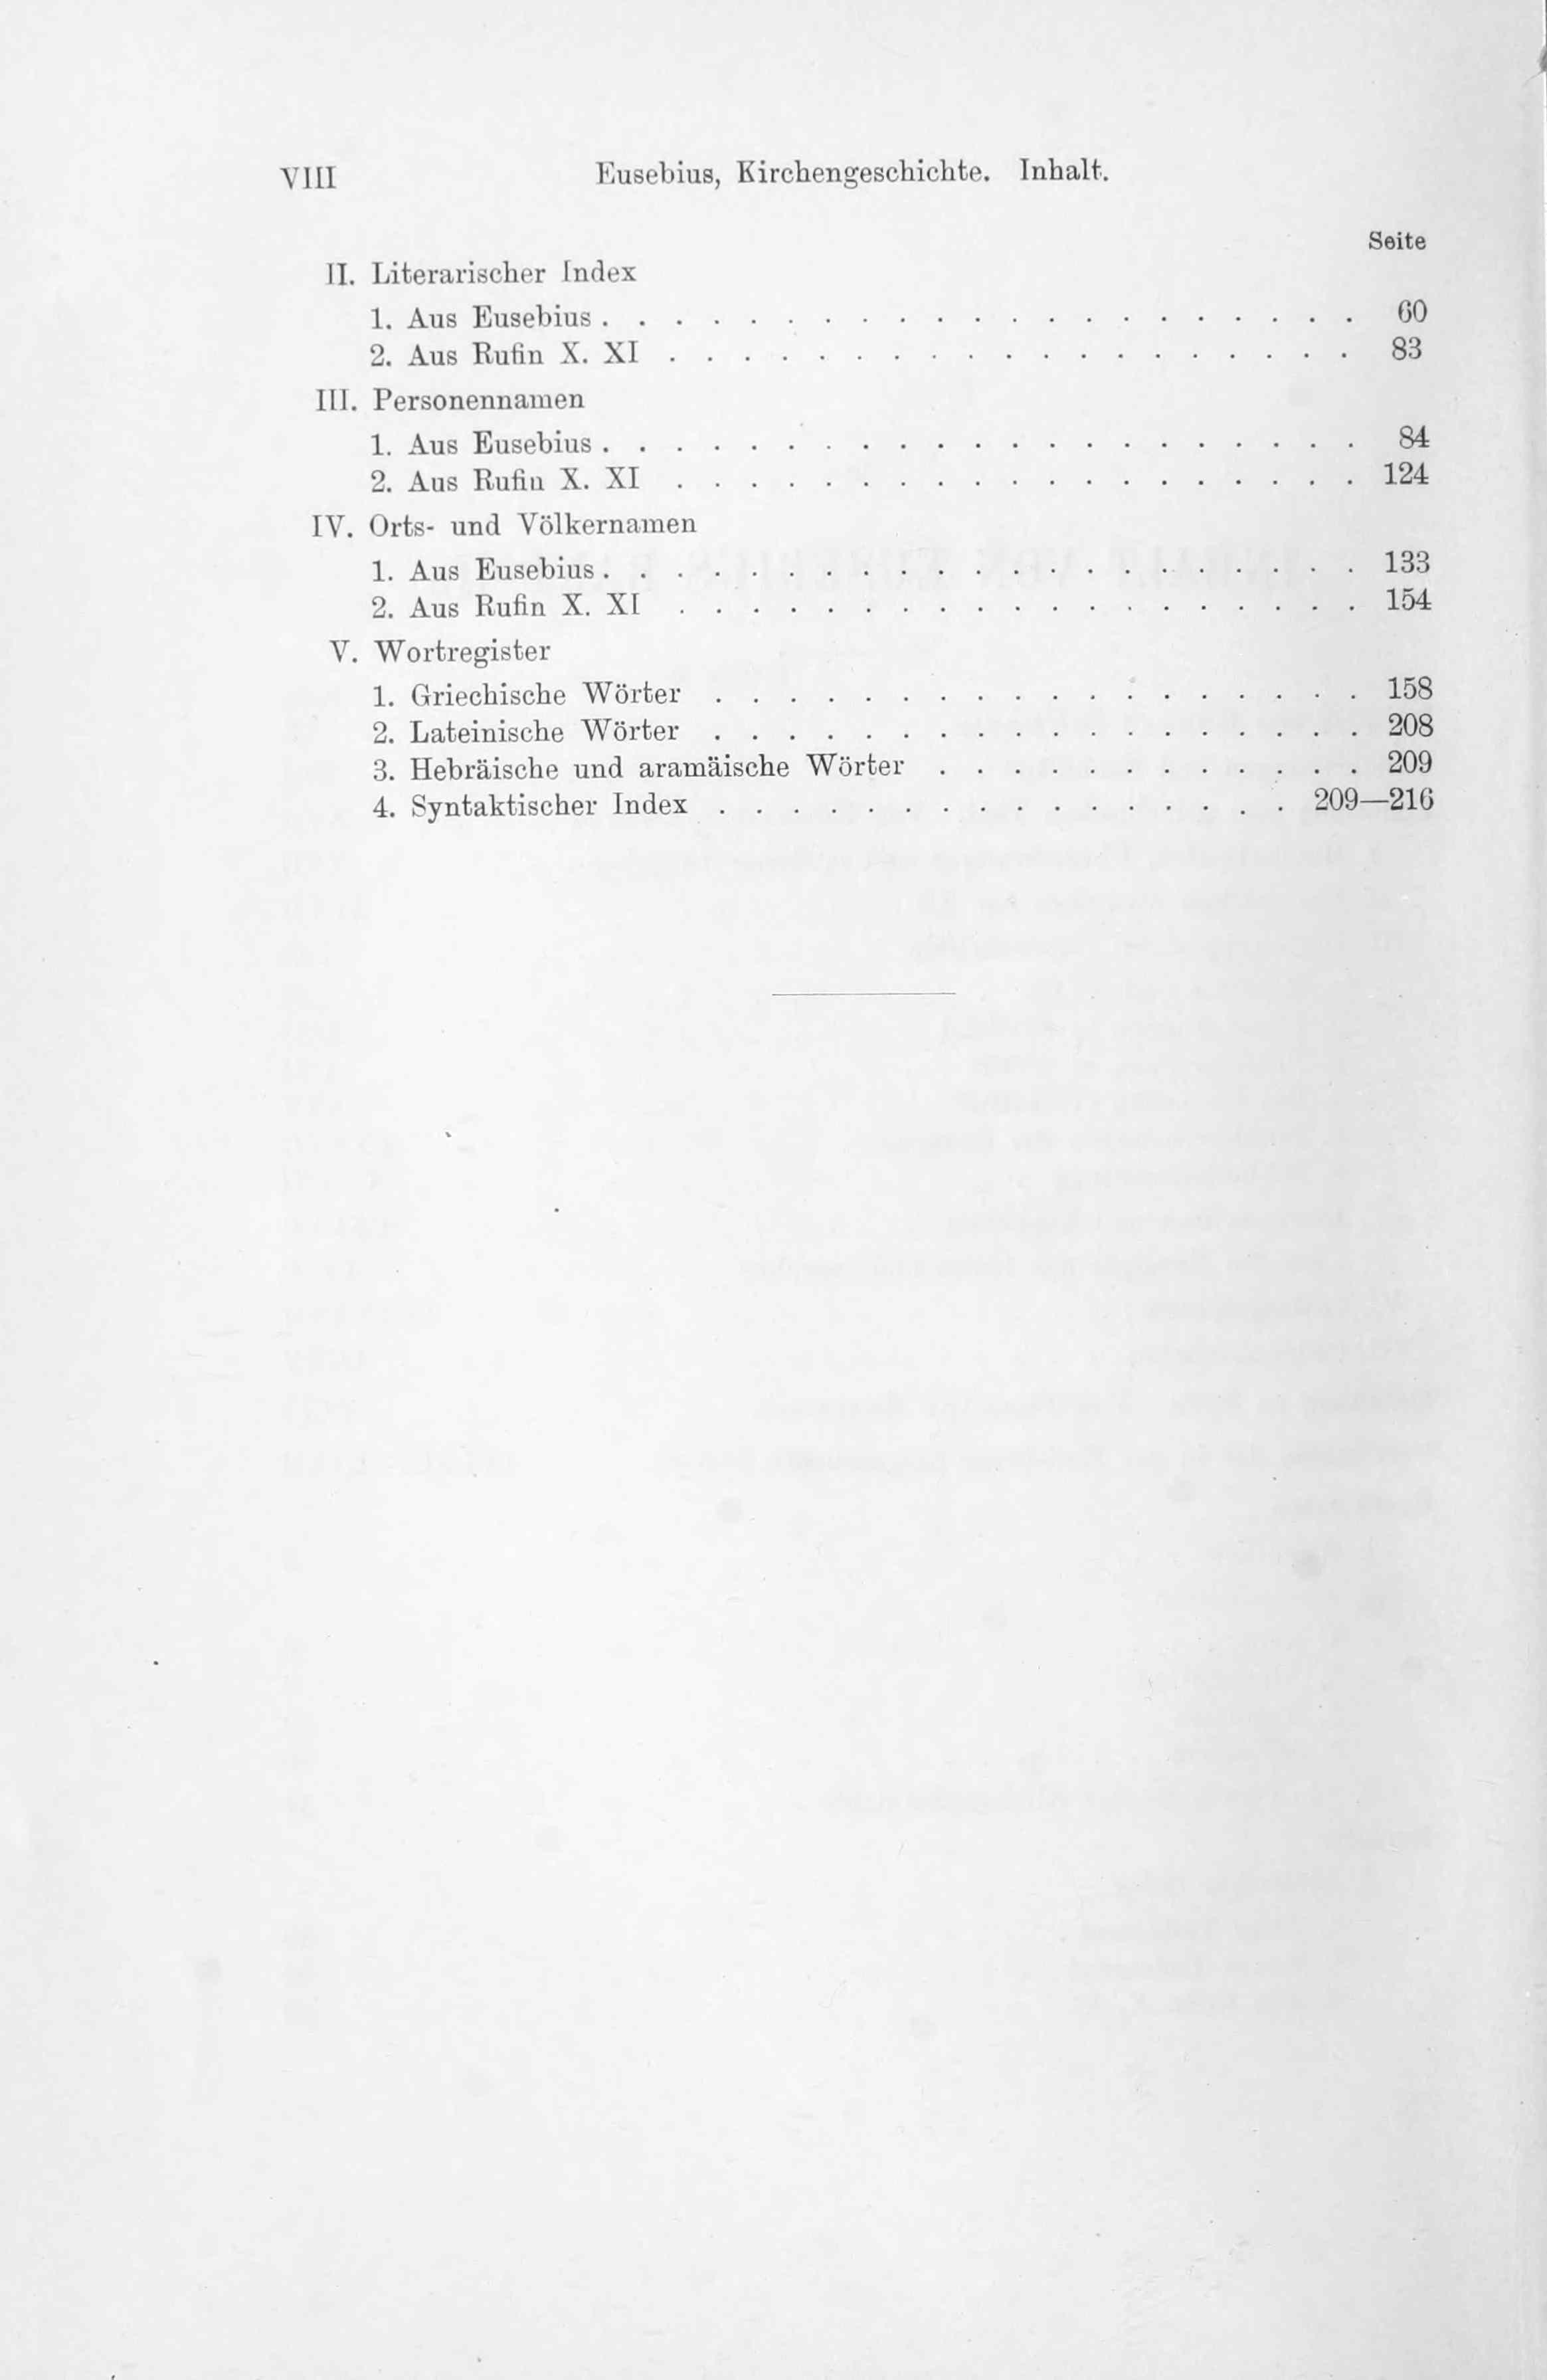 VIII Eusebius, Kirchengeschichte. Inhalt.
Seite
II. Literarischer Index
1. Aus Eusebius . . . . . . . . . . . . . . . . . . . . . 60
2. Aus Rufin X. XI . . . . . . . . . . . . . . . . . . . 83
III. Personennamen
1. Aus Eusebius . . . . . . . . . . . . . . . . . . . . . 84
2. Aus Rufin X. XI . . . . . . . . . . . . . . . . . . . 124
IV. Orts- und Völkernamen
1. Aus Eusebius . . . . . . . . . . . . . . . . . . . . . 133
2. Aus Rufin X. XI . . . . . . . . . . . . . . . . . . . 154
V. Wortregister
1. Griechische Wörter . . . . . . . . . . . . . . . . . . 158
2. Lateinische Wörter . . . . . . . . . . . . . . . . . . 208
3. Hebräische und aramäische Wörter . . . . . . . . . . . . 209
4. Syntaktischer Index . . . . . . . . . . . . . . . . 209—216